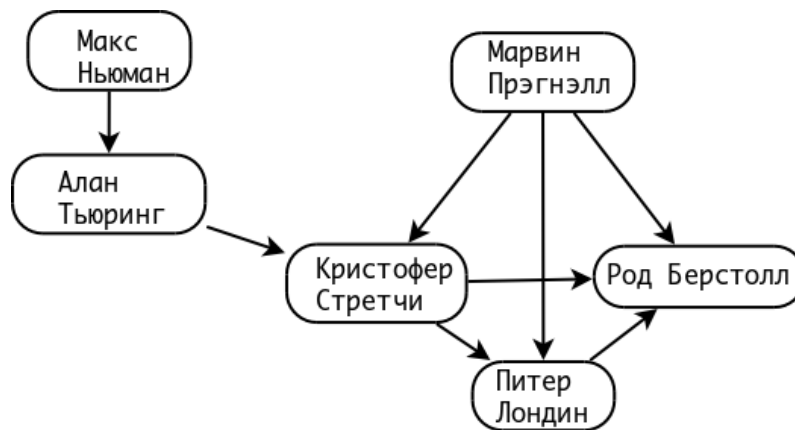 Макс
Ньюман
Марвин
Прэгнэлл
Алан
Тьюринг
Кристофер
Стретчи
Род Берстолл
Питер
Лондин